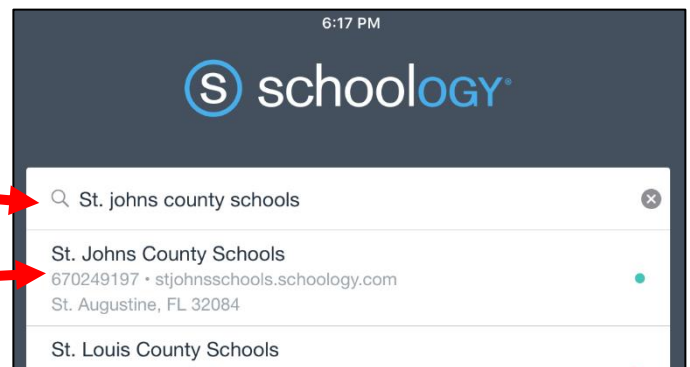 6:17 PM
S schoology
St. johns county schools
St. Johns County Schools
670249197 • stjohnsschools.schoology.com
St. Augustine, FL 32084
St. Louis County Schools